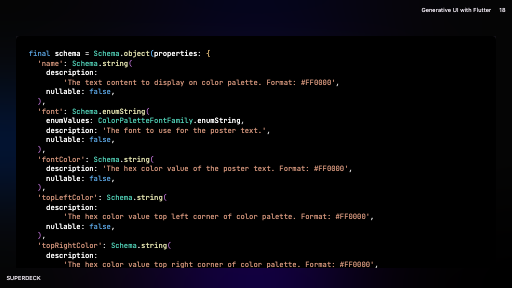 Generative UI with Flutter 18
final schema = Schema.object(properties: {
'name': Schema.string(
description:
'The text content to display on color palette. Format: #FF0000',
nullable: false,
),
'font': Schema.enumString(
enumValues: ColorPaletteFontFamily.enumString,
description: 'The font to use for the poster text.',
nullable: false,
),
'fontColor': Schema.string(
description: 'The hex color value of the poster text. Format: #FF0000',
nullable: false,
),
'topLeftColor': Schema.string(
description:
'The hex color value top left corner of color palette. Format: #FF0000',
nullable: false,
),
'topRightColor': Schema.string(
description:
'The hex color value top right corner of color palette. Format: #FF0000',
SUPERDECK